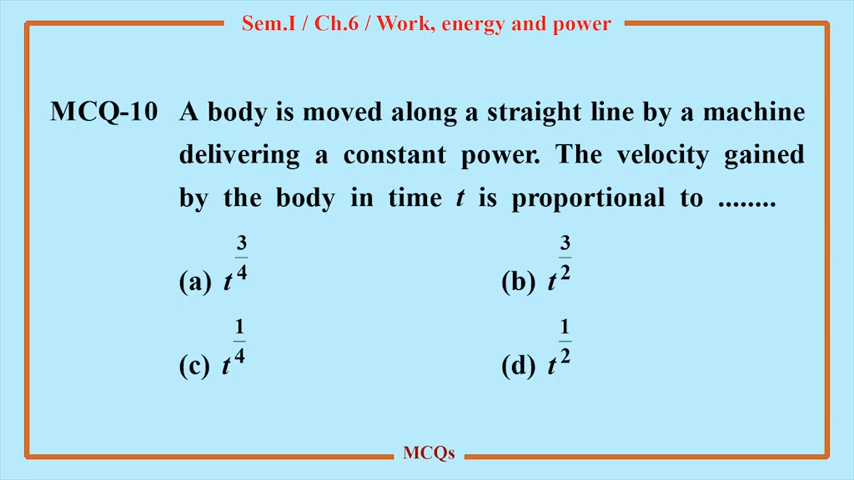 Sem.I / Ch.6 / Work, energy and power
MCQ-10 A body is moved along a straight line by a machine
delivering a constant power. The velocity gained
by the body in time t is proportional to ........
(a) t^(3/4) (b) t^(3/2)
(c) t^(1/4) (d) t^(1/2)
MCQs